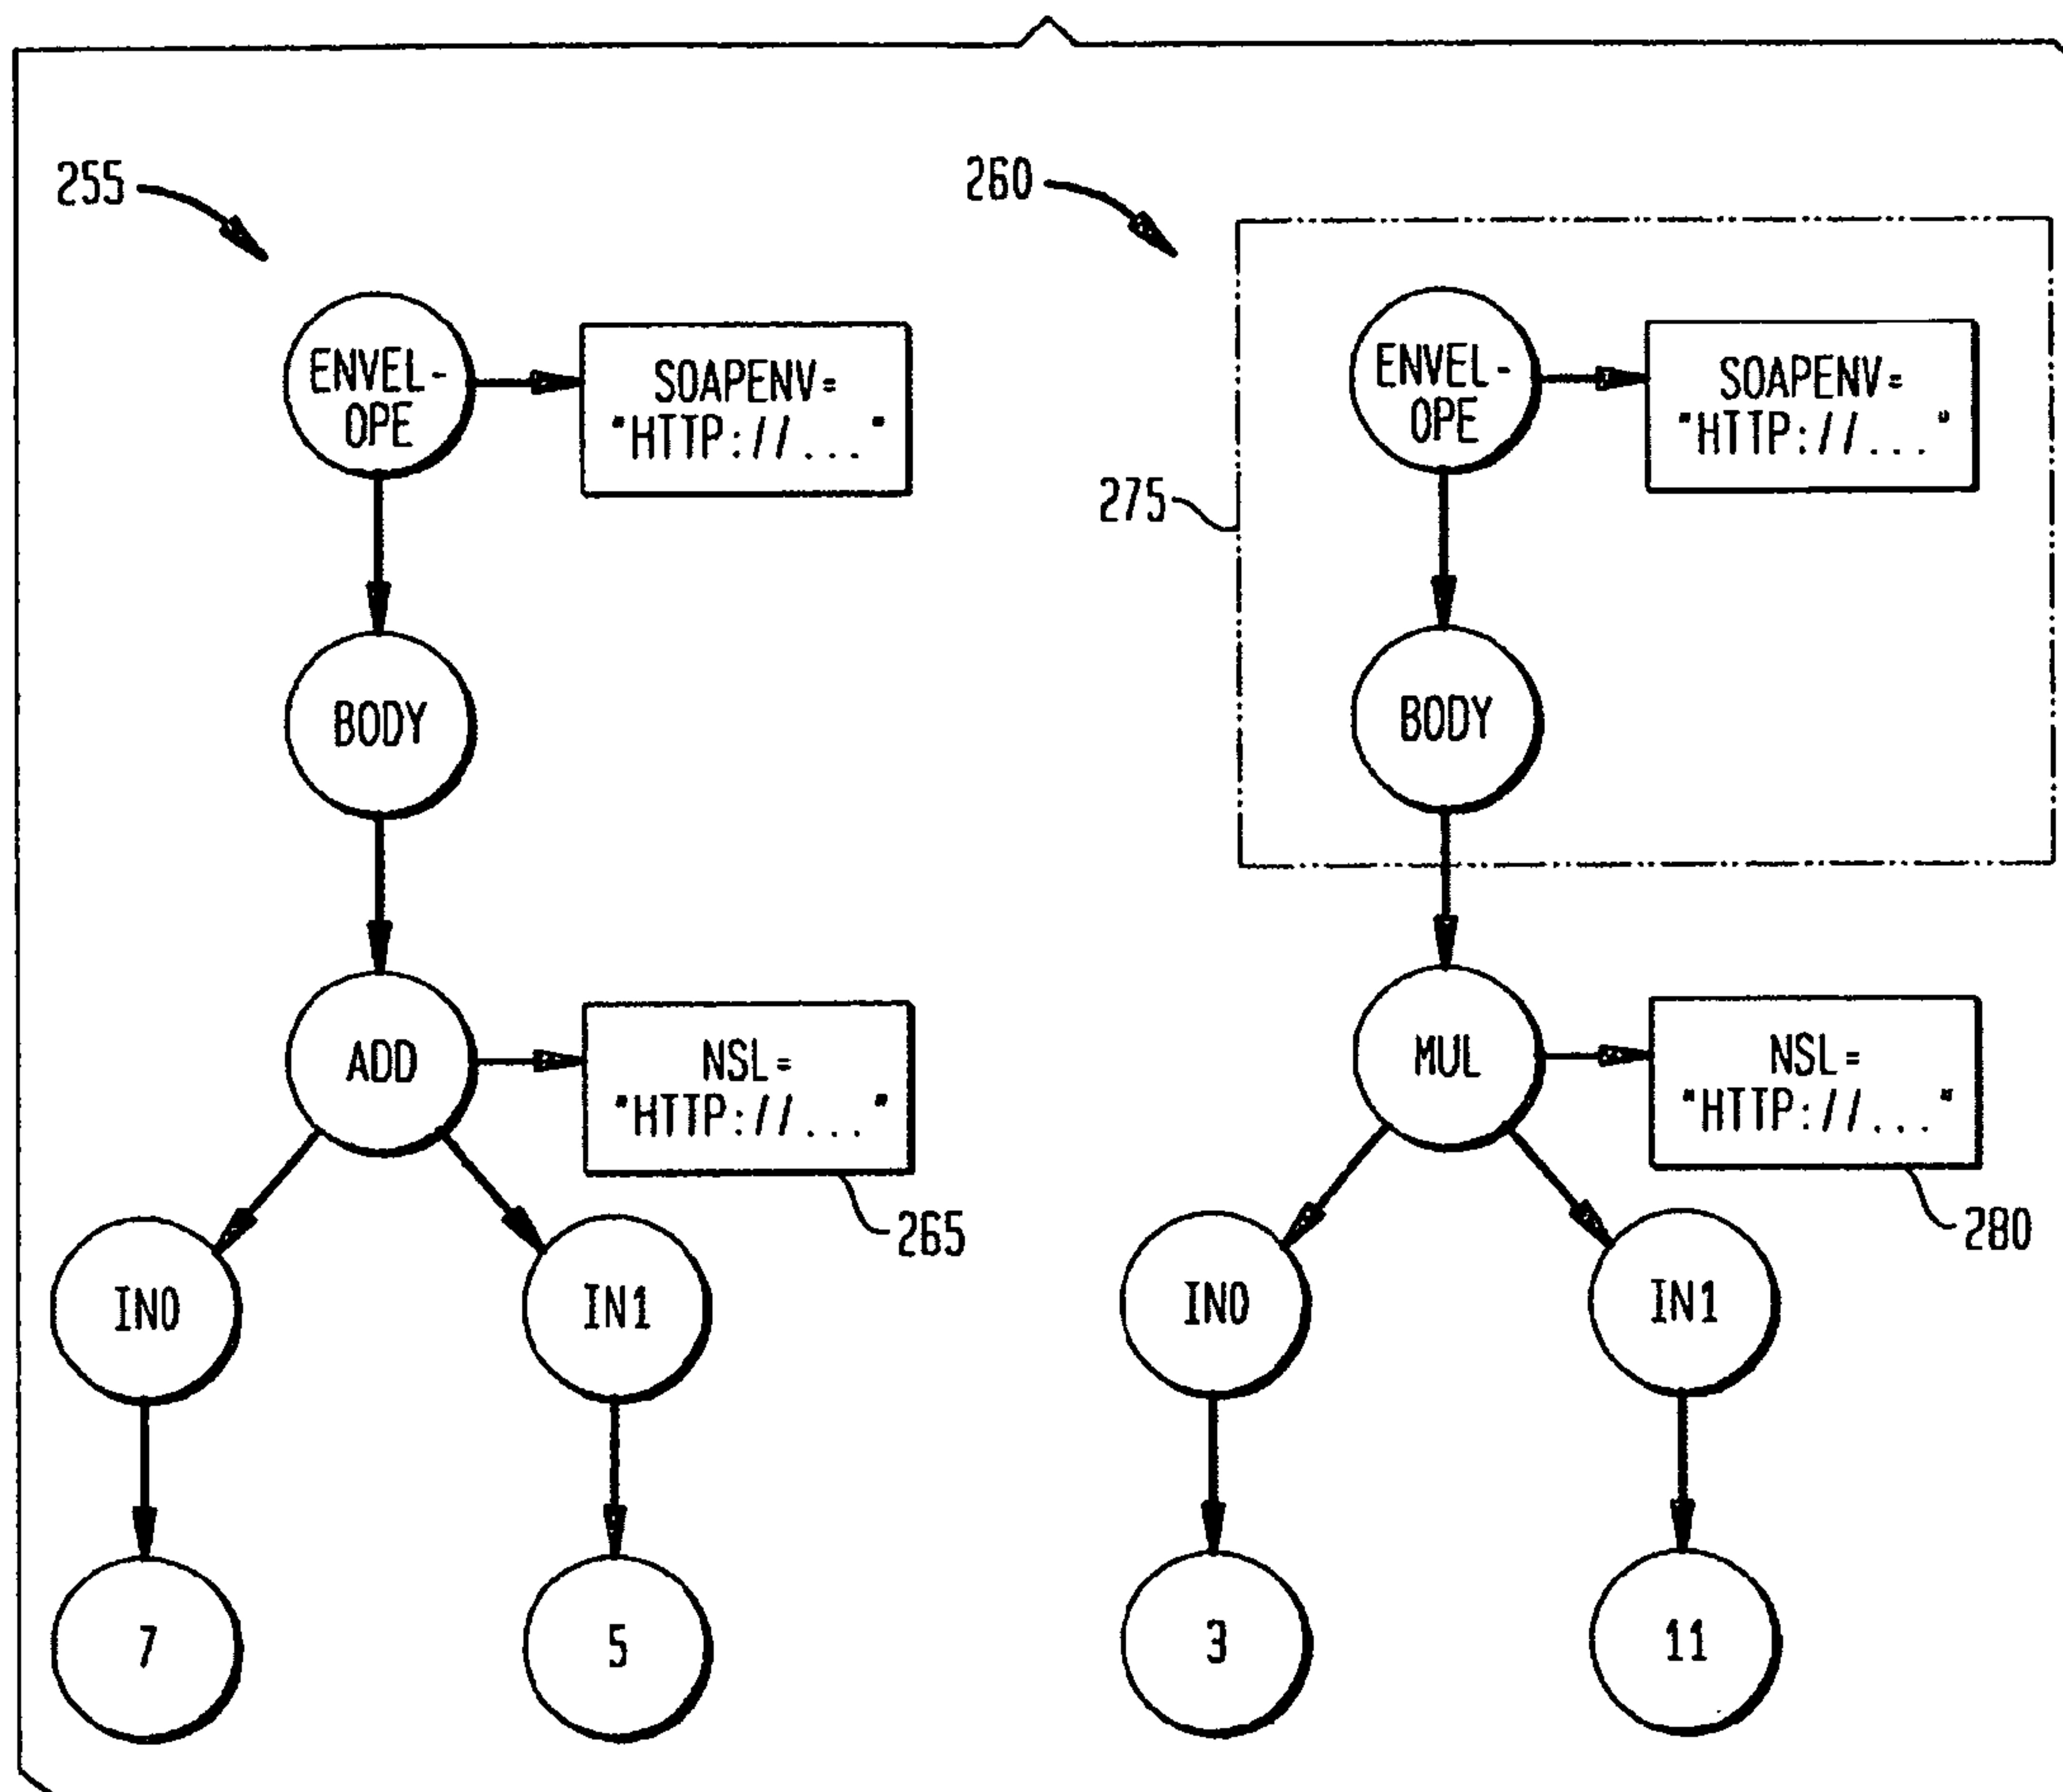 255
260
ENVEL-
OPE
SOAPENV=
"HTTP://..."
ENVEL-
OPE
SOAPENV=
"HTTP://..."
275
BODY
BODY
ADD
NSL=
"HTTP://..."
MUL
NSL=
"HTTP://..."
265
280
IN0
IN1
IN0
IN1
7
5
3
11